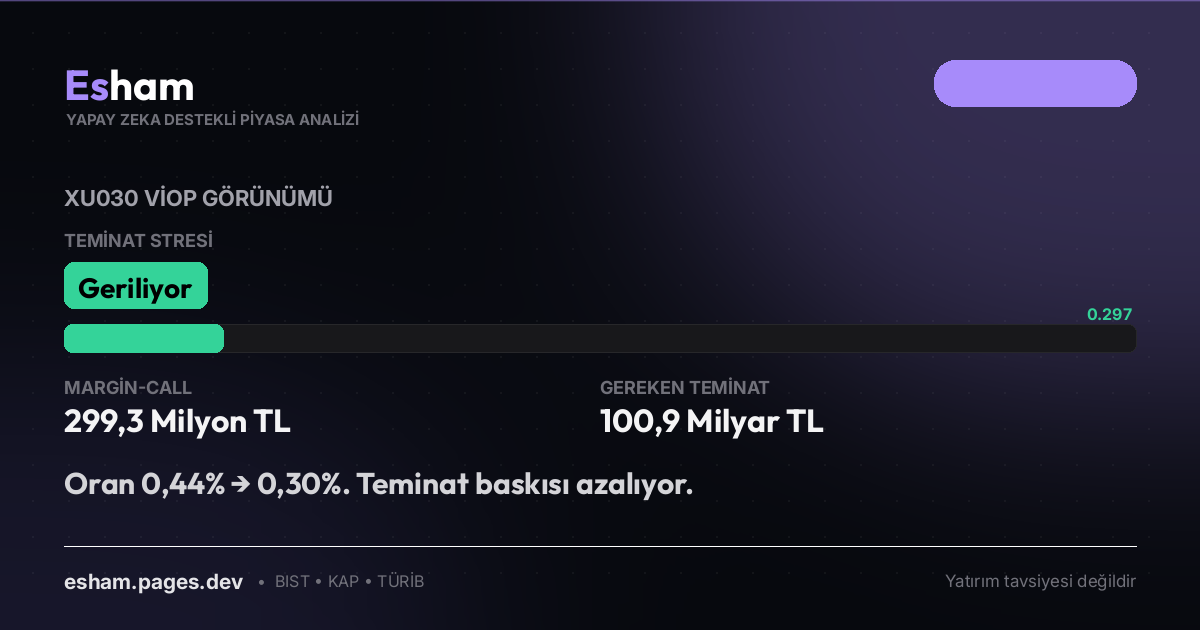 Esham
YAPAY ZEKA DESTEKLİ PİYASA ANALİZİ
XU030 VİOP GÖRÜNÜMÜ
TEMİNAT STRESİ
Geriliyor
0.297
MARGİN-CALL
299,3 Milyon TL
GEREKEN TEMİNAT
100,9 Milyar TL
Oran 0,44% → 0,30%. Teminat baskısı azalıyor.
esham.pages.dev • BIST • KAP • TÜRİB
Yatırım tavsiyesi değildir